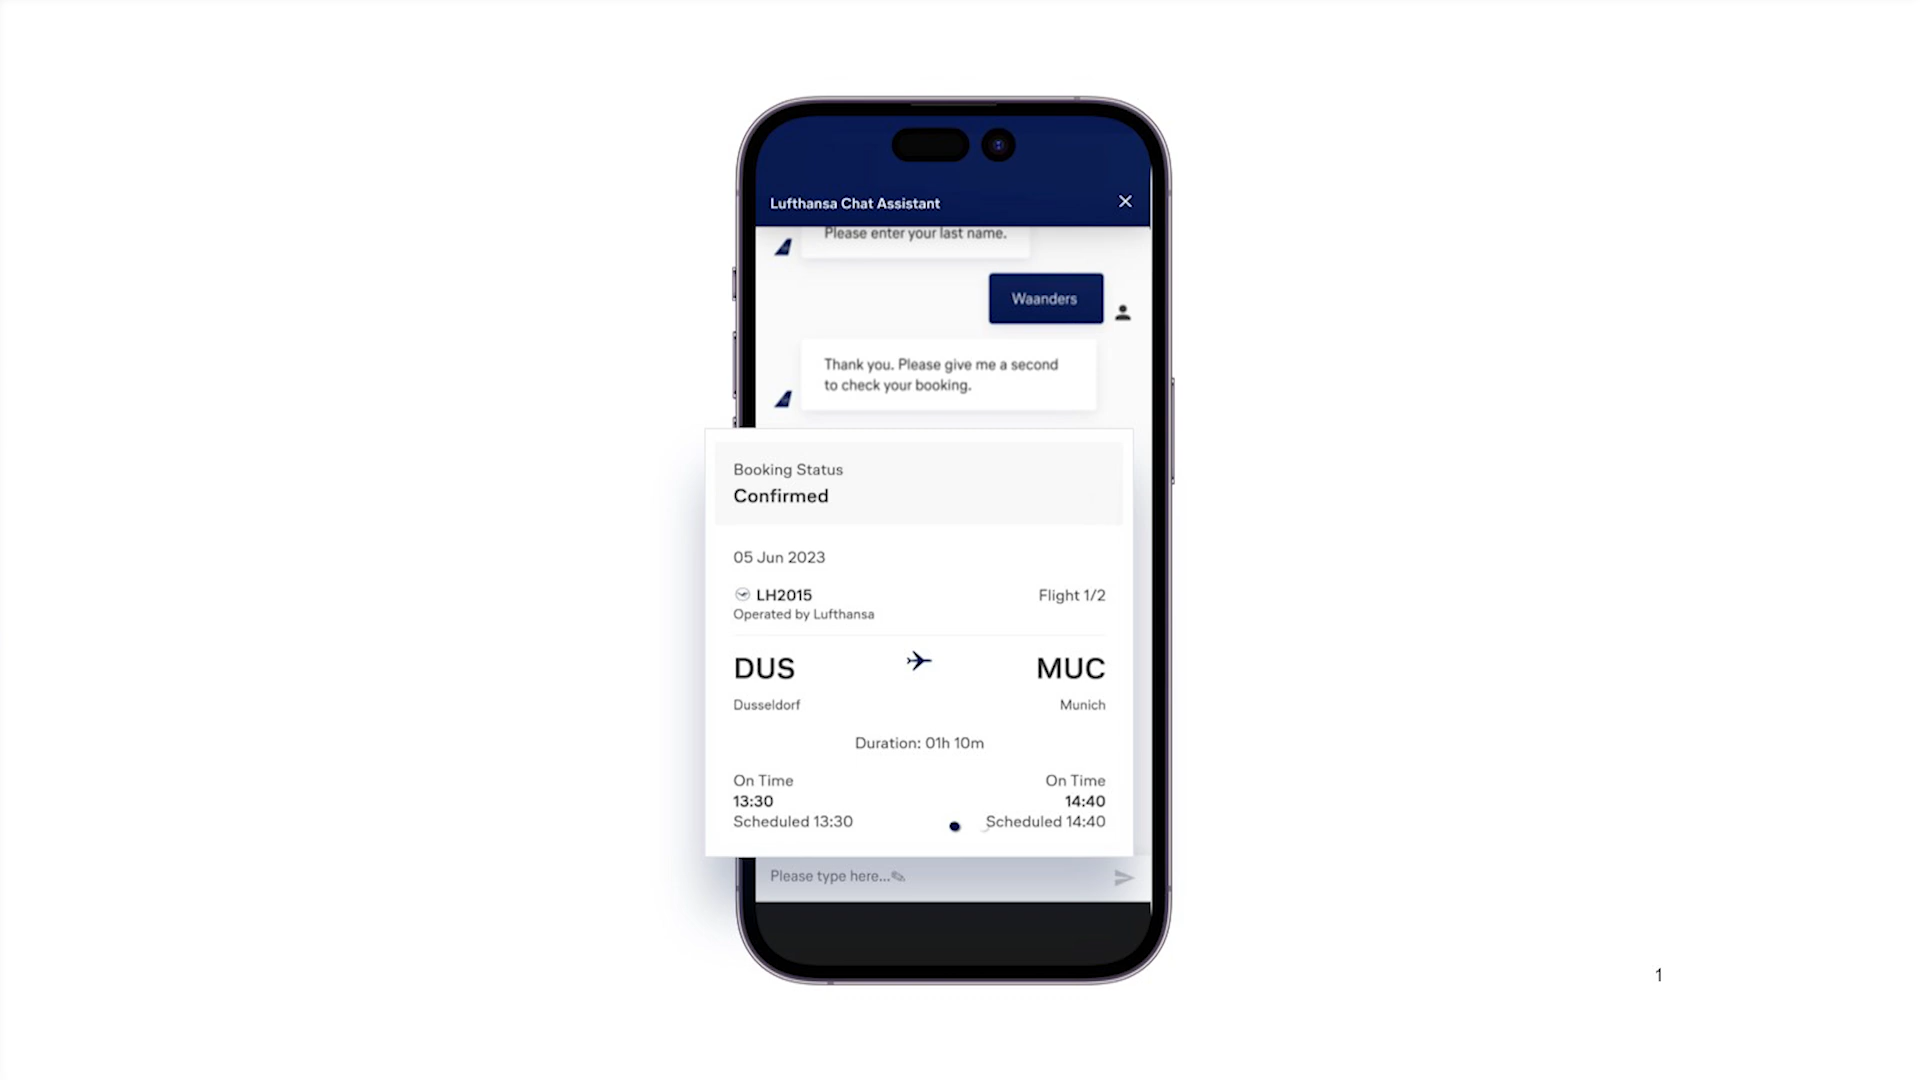 Lufthansa Chat Assistant
Please enter your last name.
Waanders
Thank you. Please give me a second
to check your booking.
Booking Status
Confirmed
05 Jun 2023
LH2015
Flight 1/2
Operated by Lufthansa
DUS
MUC
Dusseldorf
Munich
Duration: 01h 10m
On Time
On Time
13:30
14:40
Scheduled 13:30
Scheduled 14:40
Please type here...
1